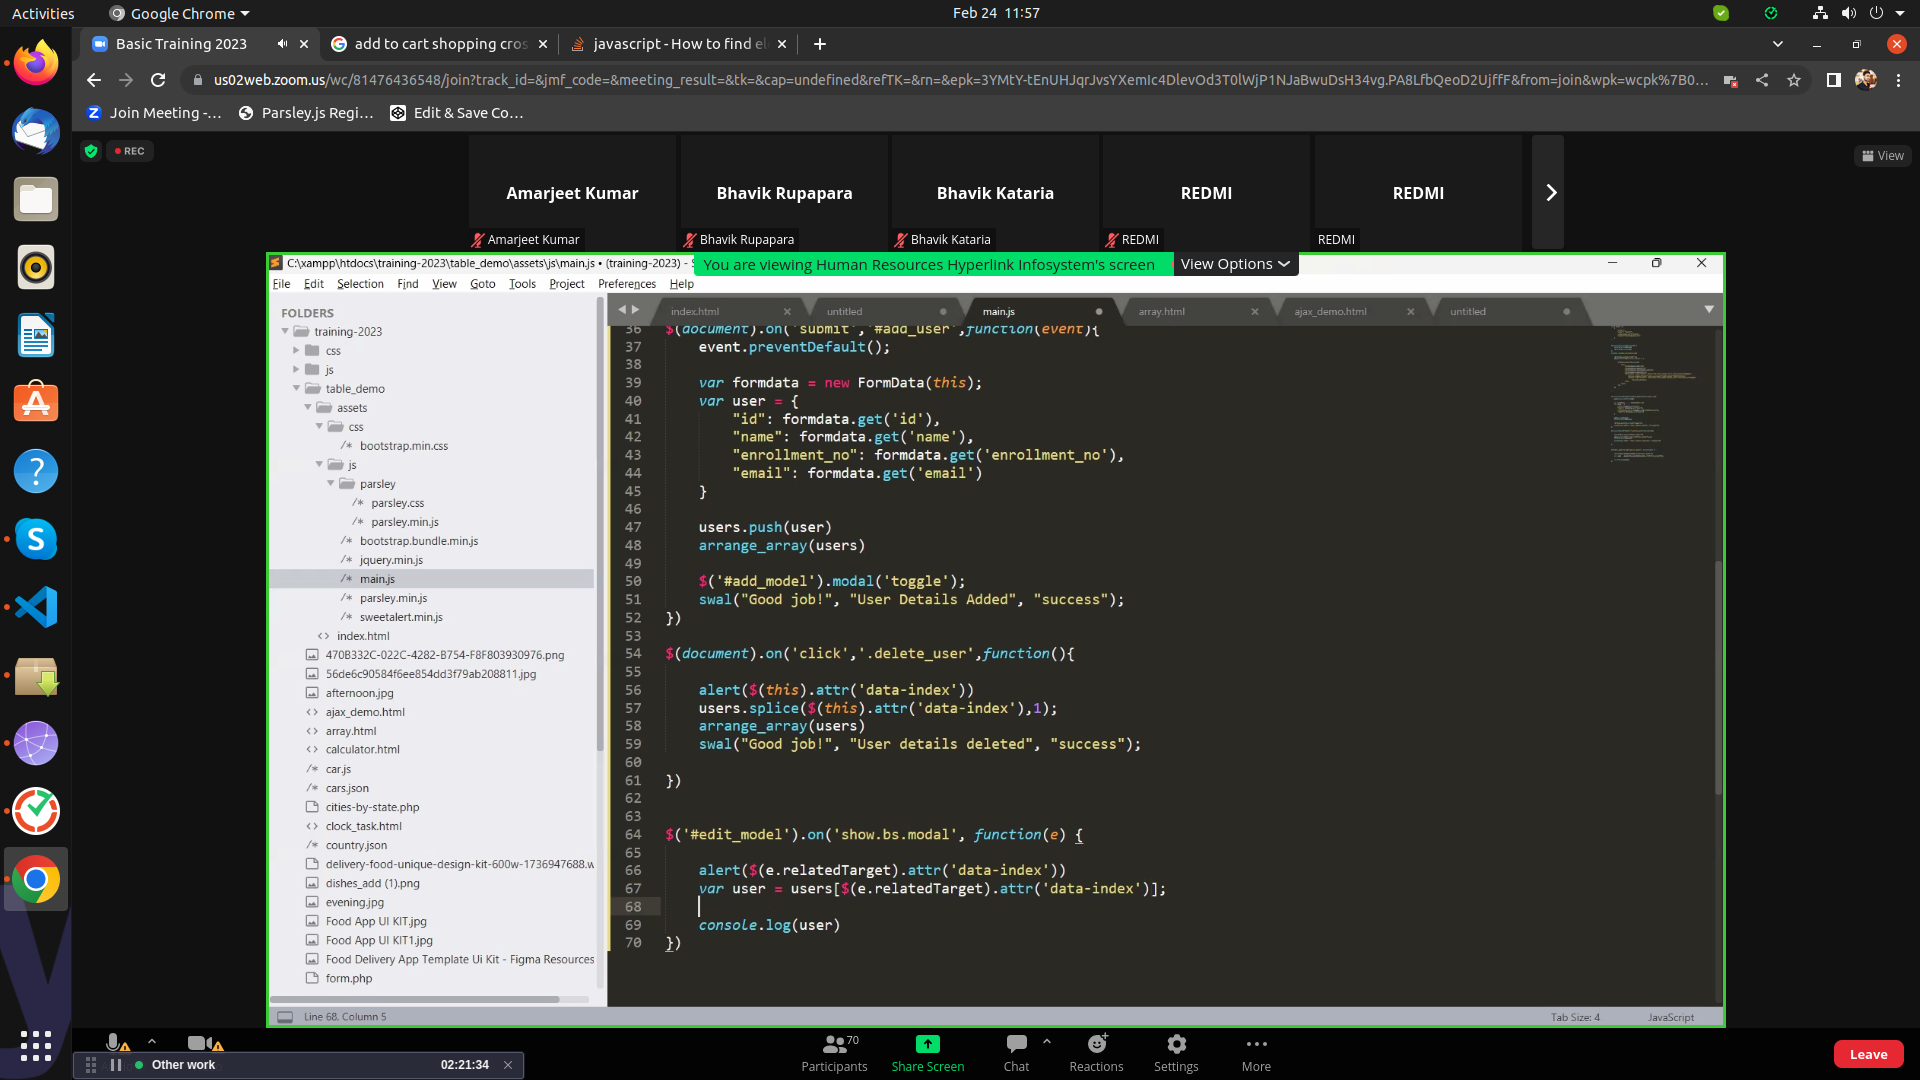 Activities
Google Chrome
Feb 24 11:57
Basic Training 2023
add to cart shopping cros
javascript - How to find el
us02web.zoom.us/wc/81476436548/join?track_id=&jmf_code=&meeting_result=&tk=&cap=undefined&refTK=&rn=&epk=3YMtY-tEnUHJqrJvsYXemIc4DlevOd3T0lWjP1NJaBwuDsH34vg.PA8LfbQeoD2UjffF&from=join&wpk=wcpk%7B0...
Join Meeting -...
Parsley.js Regi...
Edit & Save Co...
REC
View
Amarjeet Kumar
Bhavik Rupapara
Bhavik Kataria
REDMI
REDMI
Amarjeet Kumar
Bhavik Rupapara
Bhavik Kataria
REDMI
REDMI
C:\xampp\htdocs\training-2023\table_demo\assets\js\main.js • (training-2023) - S
You are viewing Human Resources Hyperlink Infosystem's screen
View Options
File Edit Selection Find View Goto Tools Project Preferences Help
index.html
untitled
main.js
array.html
ajax_demo.html
untitled
FOLDERS
training-2023
css
js
table_demo
assets
css
/* bootstrap.min.css
js
parsley
/* parsley.css
/* parsley.min.js
/* bootstrap.bundle.min.js
/* jquery.min.js
/* main.js
/* parsley.min.js
/* sweetalert.min.js
<> index.html
470B332C-022C-4282-B754-F8F803930976.png
56de6c90584f6ee854dd3f79ab208811.jpg
afternoon.jpg
<> ajax_demo.html
<> array.html
<> calculator.html
/* car.js
/* cars.json
cities-by-state.php
<> clock_task.html
/* country.json
delivery-food-unique-design-kit-600w-1736947688.w
dishes_add (1).png
evening.jpg
Food App UI KIT.jpg
Food App UI KIT1.jpg
Food Delivery App Template Ui Kit - Figma Resources
form.php
36 $(document).on('submit','#add_user',function(event){
37 event.preventDefault();
38
39 var formdata = new FormData(this);
40 var user = {
41 "id": formdata.get('id'),
42 "name": formdata.get('name'),
43 "enrollment_no": formdata.get('enrollment_no'),
44 "email": formdata.get('email')
45 }
46
47 users.push(user)
48 arrange_array(users)
49
50 $('#add_model').modal('toggle');
51 swal("Good job!", "User Details Added", "success");
52 })
53
54 $(document).on('click','.delete_user',function(){
55
56 alert($(this).attr('data-index'))
57 users.splice($(this).attr('data-index'),1);
58 arrange_array(users)
59 swal("Good job!", "User details deleted", "success");
60
61 })
62
63
64 $('#edit_model').on('show.bs.modal', function(e) {
65
66 alert($(e.relatedTarget).attr('data-index'))
67 var user = users[$(e.relatedTarget).attr('data-index')];
68
69 console.log(user)
70 })
Line 68, Column 5
Tab Size: 4
JavaScript
Other work
02:21:34
70
Participants
Share Screen
Chat
Reactions
Settings
More
Leave